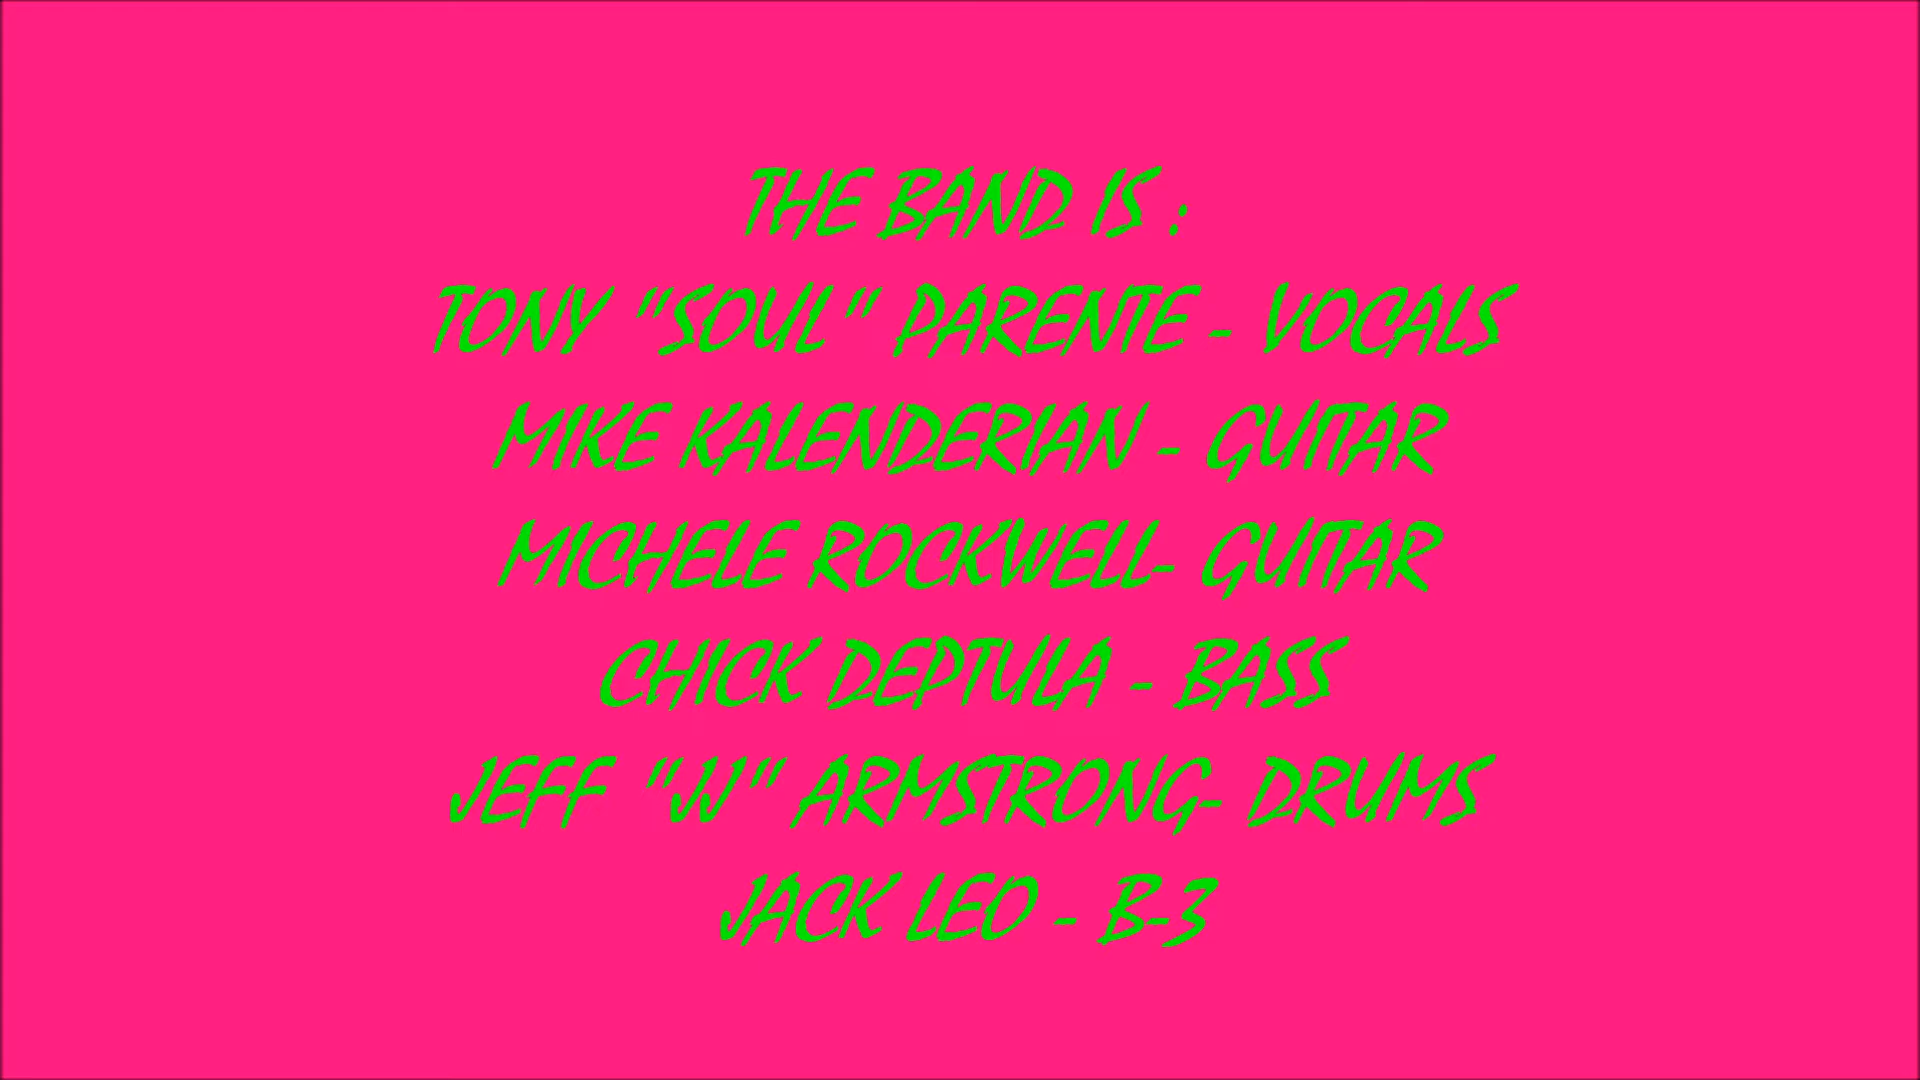 THE BAND IS :
TONY "SOUL" PARENTE - VOCALS
MIKE KALENDERIAN - GUITAR
MICHELE ROCKWELL- GUITAR
CHICK DEPTULA - BASS
JEFF "JJ" ARMSTRONG- DRUMS
JACK LEO - B-3